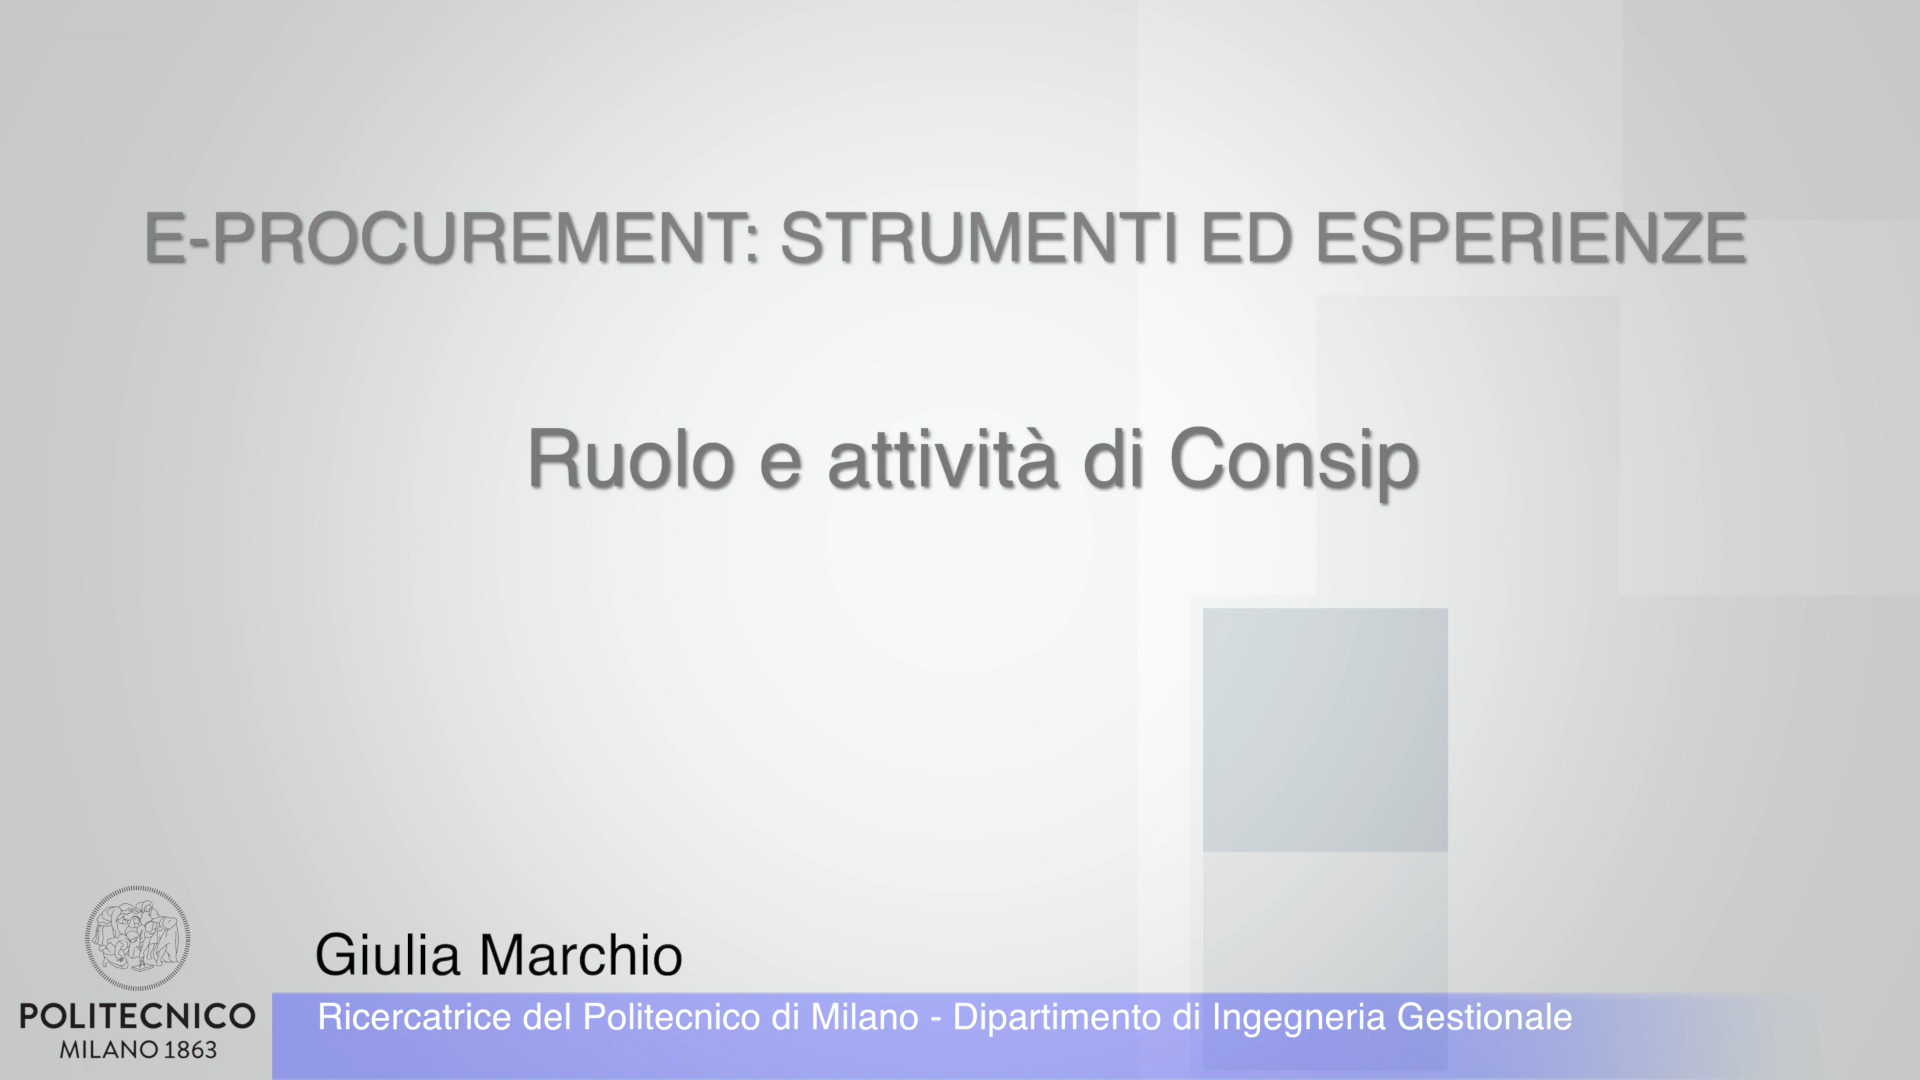 E-PROCUREMENT: STRUMENTI ED ESPERIENZE
Ruolo e attività di Consip
Giulia Marchio
Ricercatrice del Politecnico di Milano - Dipartimento di Ingegneria Gestionale
POLITECNICO
MILANO 1863